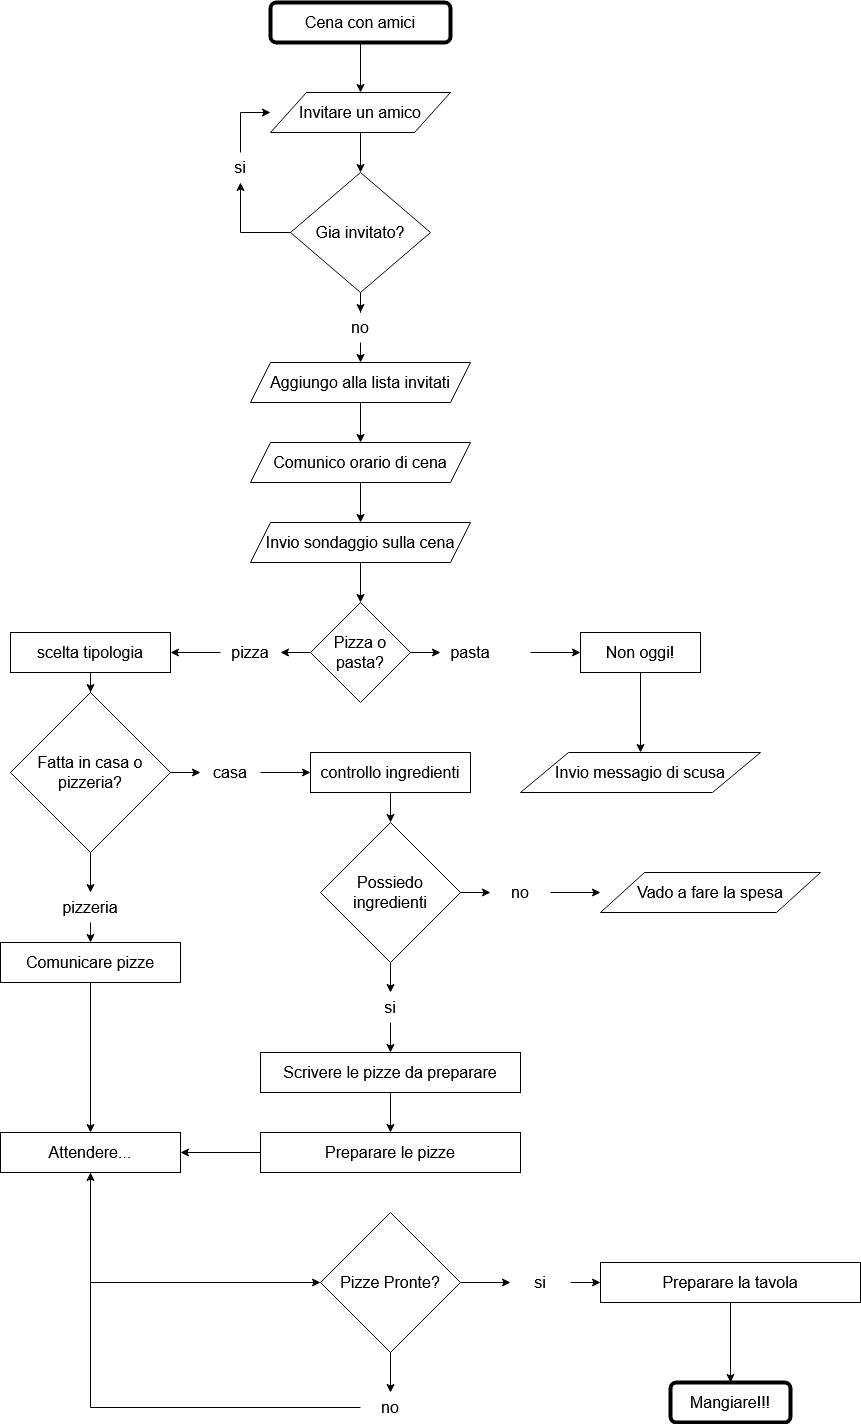 Cena con amici
Invitare un amico
si
Gia invitato?
no
Aggiungo alla lista invitati
Comunico orario di cena
Invio sondaggio sulla cena
scelta tipologia
pizza
Pizza o
pasta?
pasta
Non oggi!
Fatta in casa o
pizzeria?
casa
controllo ingredienti
Invio messagio di scusa
Possiedo
ingredienti
no
Vado a fare la spesa
pizzeria
Comunicare pizze
si
Scrivere le pizze da preparare
Attendere...
Preparare le pizze
Pizze Pronte?
si
Preparare la tavola
no
Mangiare!!!